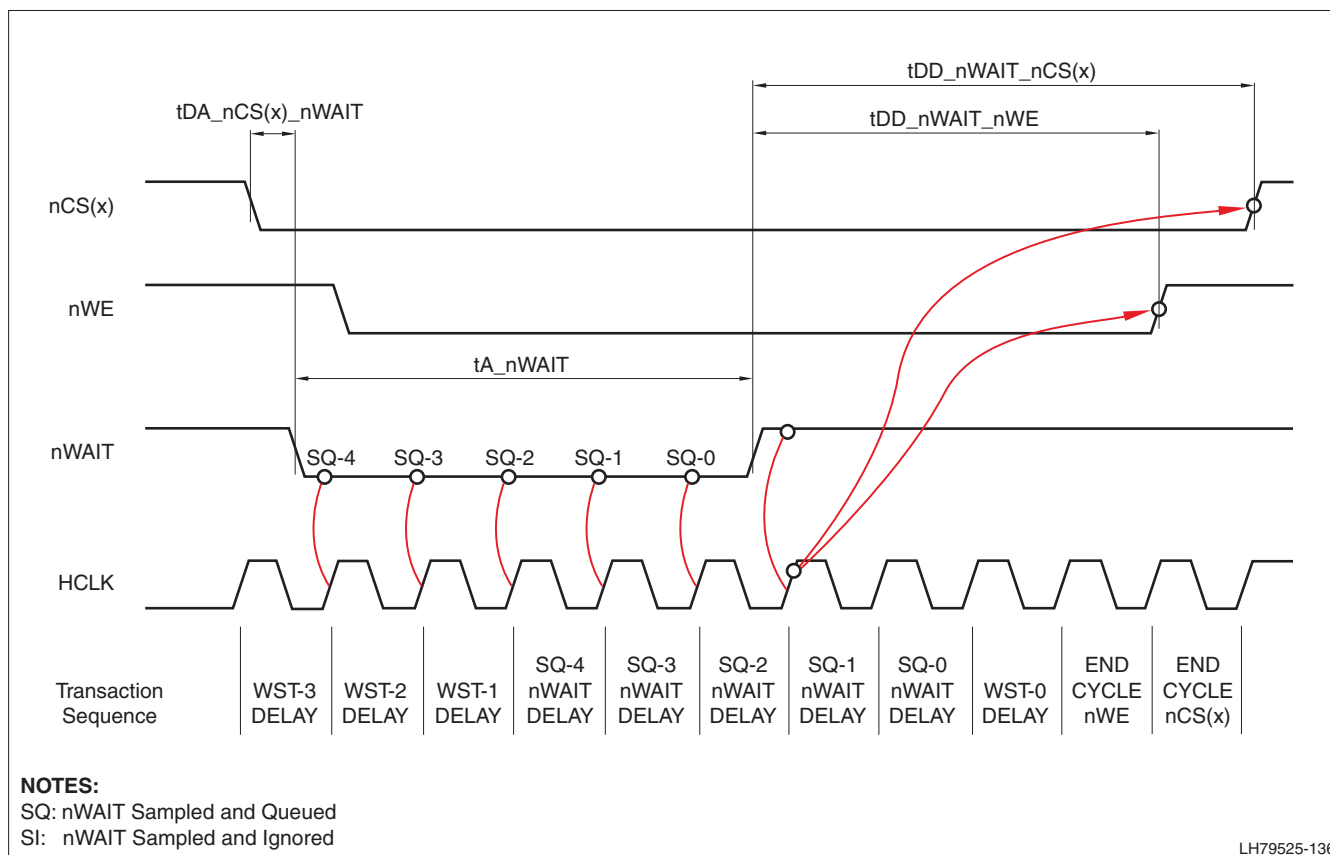 tDD_nWAIT_nCS(x)
tDA_nCS(x)_nWAIT
tDD_nWAIT_nWE
nCS(x)
nWE
tA_nWAIT
nWAIT
SQ-4 SQ-3 SQ-2 SQ-1 SQ-0
HCLK
Transaction
Sequence
WST-3
DELAY
WST-2
DELAY
WST-1
DELAY
SQ-4
nWAIT
DELAY
SQ-3
nWAIT
DELAY
SQ-2
nWAIT
DELAY
SQ-1
nWAIT
DELAY
SQ-0
nWAIT
DELAY
WST-0
DELAY
END
CYCLE
nWE
END
CYCLE
nCS(x)
NOTES:
SQ: nWAIT Sampled and Queued
SI: nWAIT Sampled and Ignored
LH79525-136